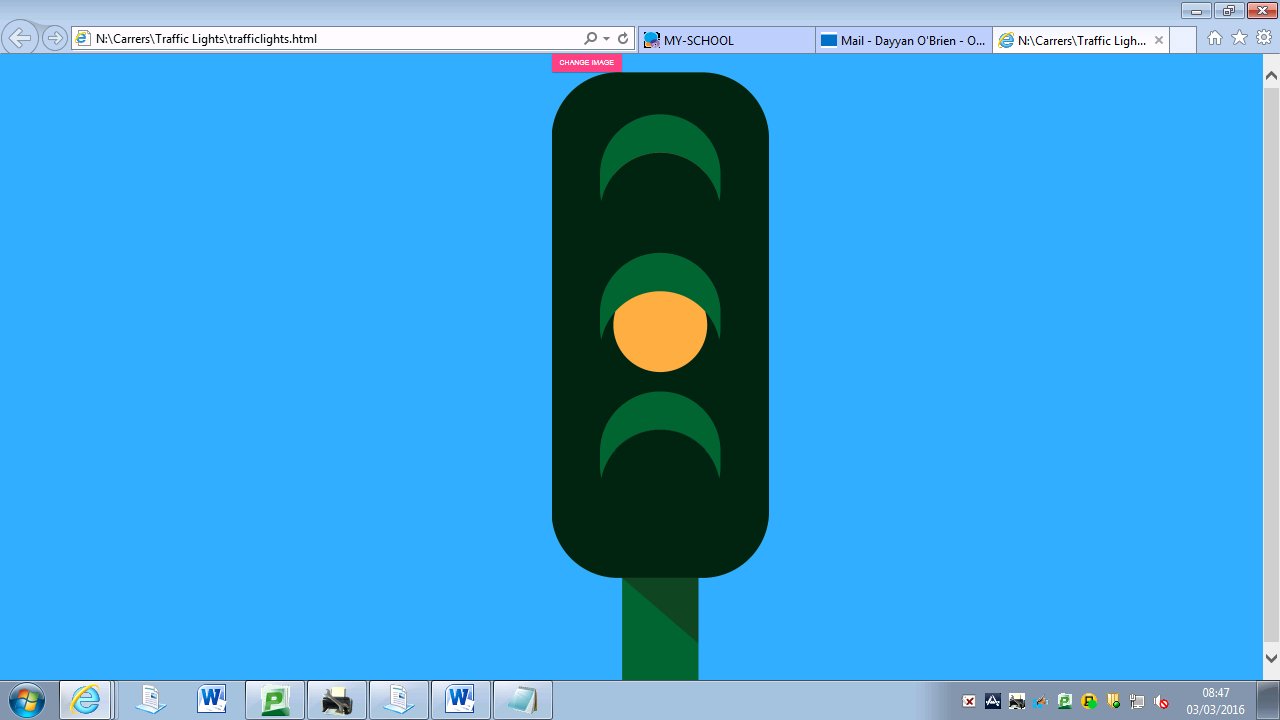 N:\Carrers\Traffic Lights\trafficlights.html
MY-SCHOOL
Mail - Dayyan O'Brien - O...
N:\Carrers\Traffic Ligh...
CHANGE IMAGE
08:47
03/03/2016